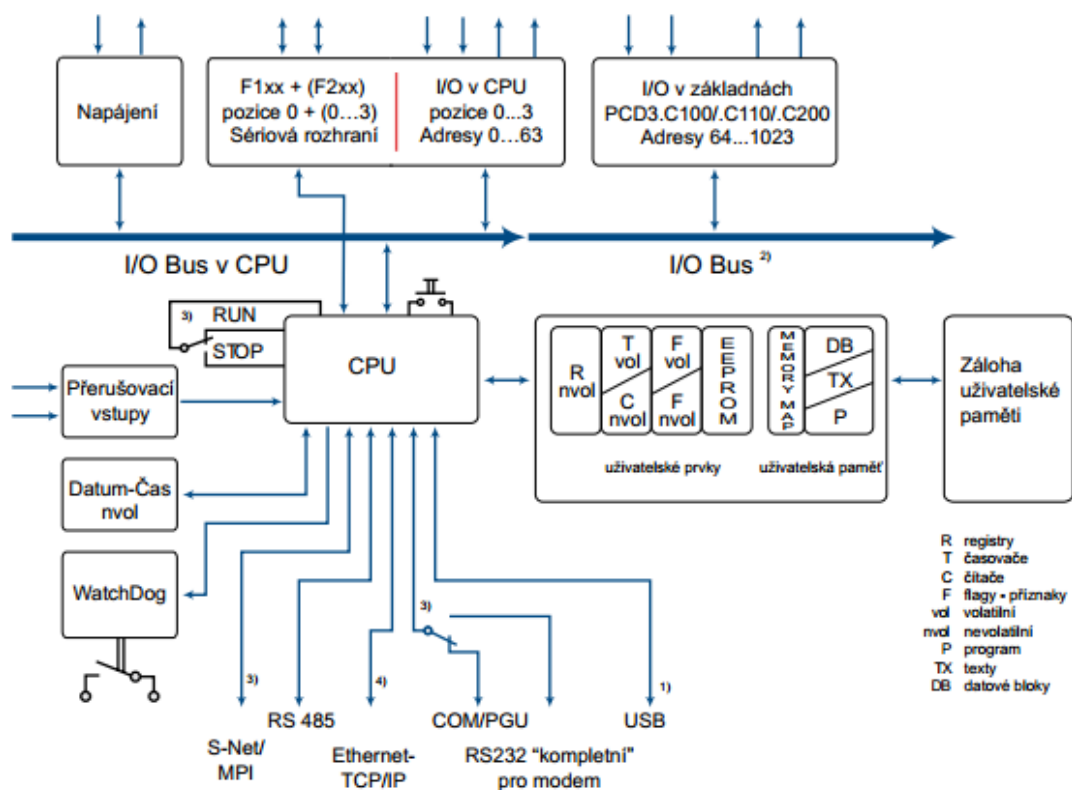 Napájení
F1xx + (F2xx)
pozice 0 + (0...3)
Sériová rozhraní
I/O v CPU
pozice 0...3
Adresy 0...63
I/O v základnách
PCD3.C100/.C110/.C200
Adresy 64...1023
I/O Bus v CPU
I/O Bus 2)
3) RUN
STOP
CPU
Přerušovací
vstupy
Datum-Čas
nvol
WatchDog
R
nvol
T
vol
C
nvol
F
vol
F
nvol
EEPROM
MEMORY MAP
DB
TX
P
uživatelské prvky
uživatelská paměť
Záloha
uživatelské
paměti
R registry
T časovače
C čítače
F flagy - příznaky
vol volatilní
nvol nevolatilní
P program
TX texty
DB datové bloky
3)
3)
4)
1)
S-Net/
MPI
RS 485
Ethernet-
TCP/IP
COM/PGU
RS232 "kompletní"
pro modem
USB